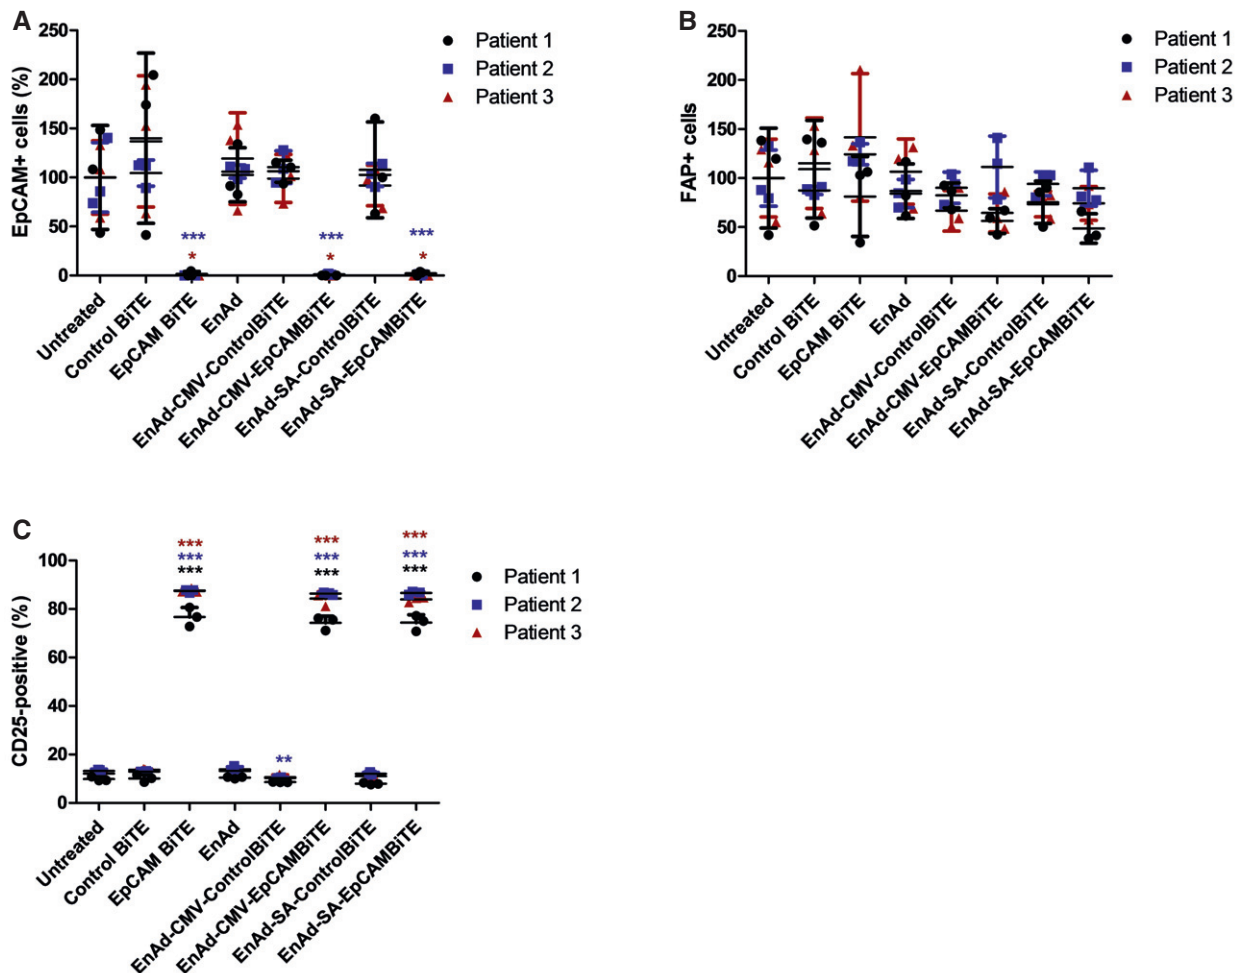 A
EpCAM+ cells (%)
250
200
150
100
50
0
Patient 1
Patient 2
Patient 3
***
*
***
*
***
*
Untreated
Control BiTE
EpCAM BiTE
EnAd
EnAd-CMV-ControlBiTE
EnAd-CMV-EpCAMBiTE
EnAd-SA-ControlBiTE
EnAd-SA-EpCAMBiTE
B
FAP+ cells
250
200
150
100
50
0
Patient 1
Patient 2
Patient 3
Untreated
Control BiTE
EpCAM BiTE
EnAd
EnAd-CMV-ControlBiTE
EnAd-CMV-EpCAMBiTE
EnAd-SA-ControlBiTE
EnAd-SA-EpCAMBiTE
C
CD25-positive (%)
100
80
60
40
20
0
***
***
***
**
***
***
***
***
***
***
Patient 1
Patient 2
Patient 3
Untreated
Control BiTE
EpCAM BiTE
EnAd
EnAd-CMV-ControlBiTE
EnAd-CMV-EpCAMBiTE
EnAd-SA-ControlBiTE
EnAd-SA-EpCAMBiTE